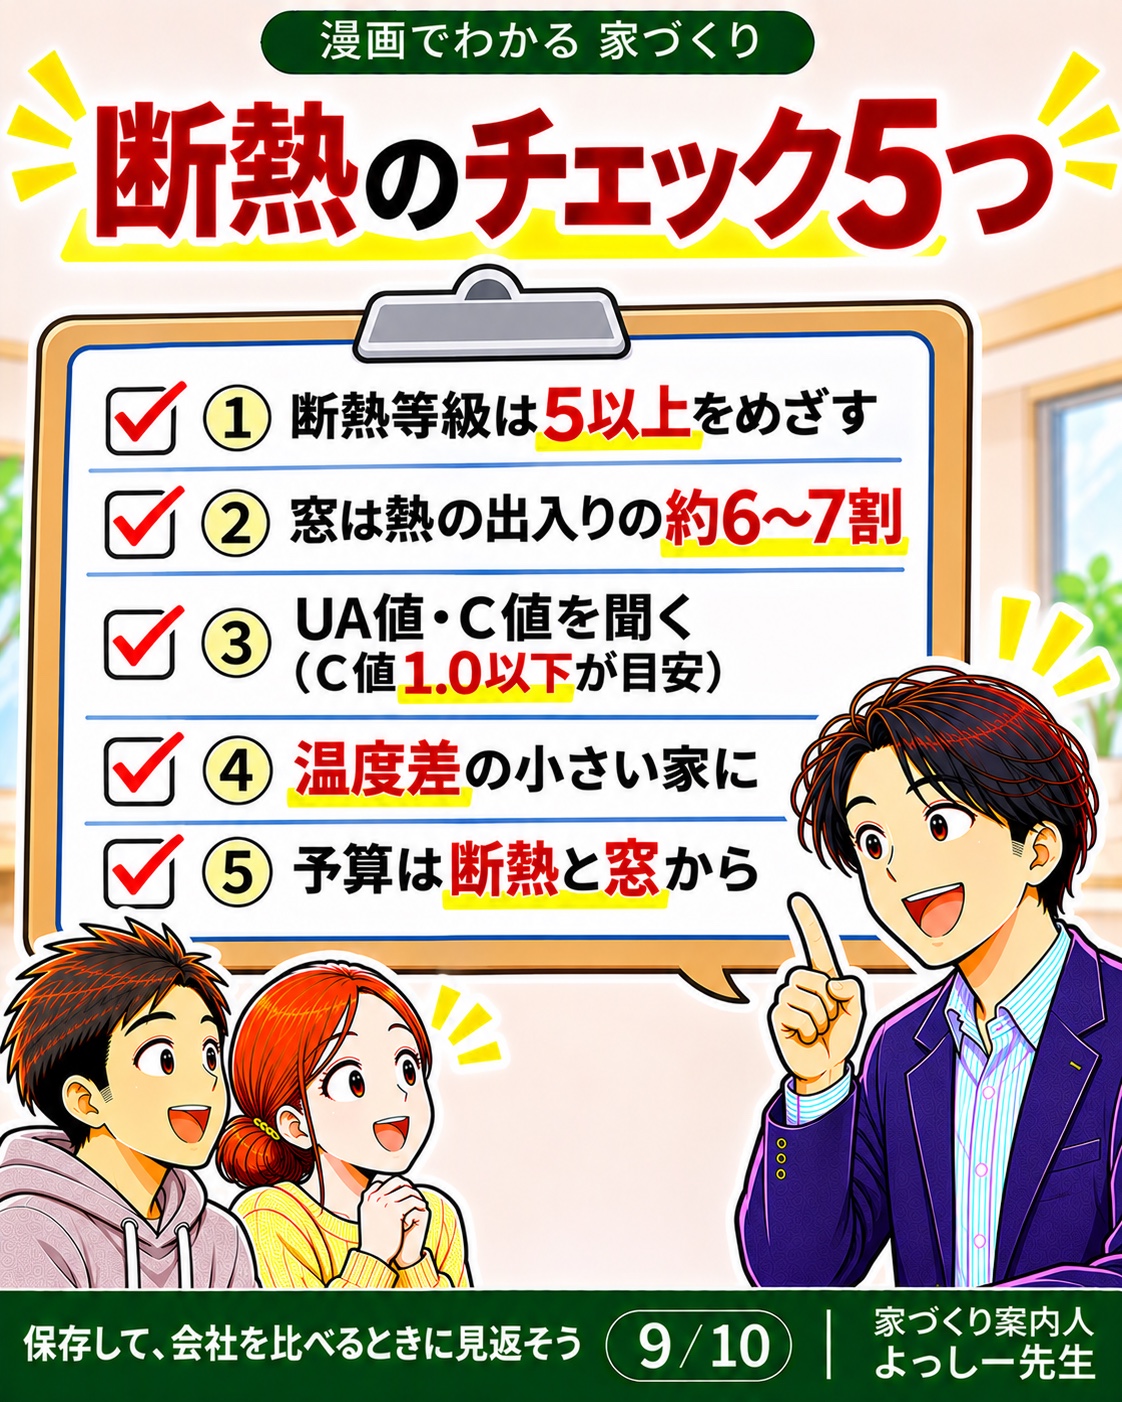 漫画でわかる 家づくり
断熱のチェック5つ
① 断熱等級は5以上をめざす
② 窓は熱の出入りの約6〜7割
③ UA値・C値を聞く
（C値1.0以下が目安）
④ 温度差の小さい家に
⑤ 予算は断熱と窓から
保存して、会社を比べるときに見返そう
9/10
家づくり案内人
よっしー先生